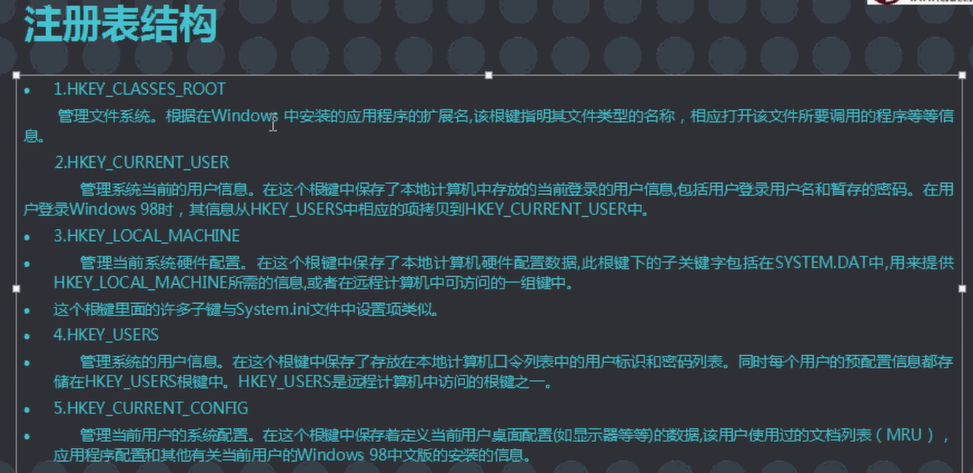 注册表结构
1.HKEY_CLASSES_ROOT
管理文件系统。根据在Windows 中安装的应用程序的扩展名,该根键指明其文件类型的名称，相应打开该文件所要调用的程序等等信
息。
2.HKEY_CURRENT_USER
管理系统当前的用户信息。在这个根键中保存了本地计算机中存放的当前登录的用户信息,包括用户登录用户名和暂存的密码。在用
户登录Windows 98时，其信息从HKEY_USERS中相应的项拷贝到HKEY_CURRENT_USER中。
3.HKEY_LOCAL_MACHINE
管理当前系统硬件配置。在这个根键中保存了本地计算机硬件配置数据,此根键下的子关键字包括在SYSTEM.DAT中,用来提供
HKEY_LOCAL_MACHINE所需的信息,或者在远程计算机中可访问的一组键中。
这个根键里面的许多子键与System.ini文件中设置项类似。
4.HKEY_USERS
管理系统的用户信息。在这个根键中保存了存放在本地计算机口令列表中的用户标识和密码列表。同时每个用户的预配置信息都存
储在HKEY_USERS根键中。HKEY_USERS是远程计算机中访问的根键之一。
5.HKEY_CURRENT_CONFIG
管理当前用户的系统配置。在这个根键中保存着定义当前用户桌面配置(如显示器等等)的数据,该用户使用过的文档列表（MRU），
应用程序配置和其他有关当前用户的Windows 98中文版的安装的信息。